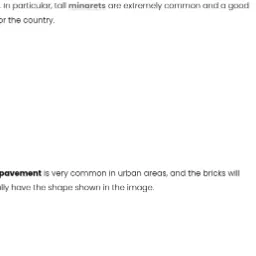 . In particular, tall minarets are extremely common and a good
or the country.
pavement is very common in urban areas, and the bricks will
lly have the shape shown in the image.